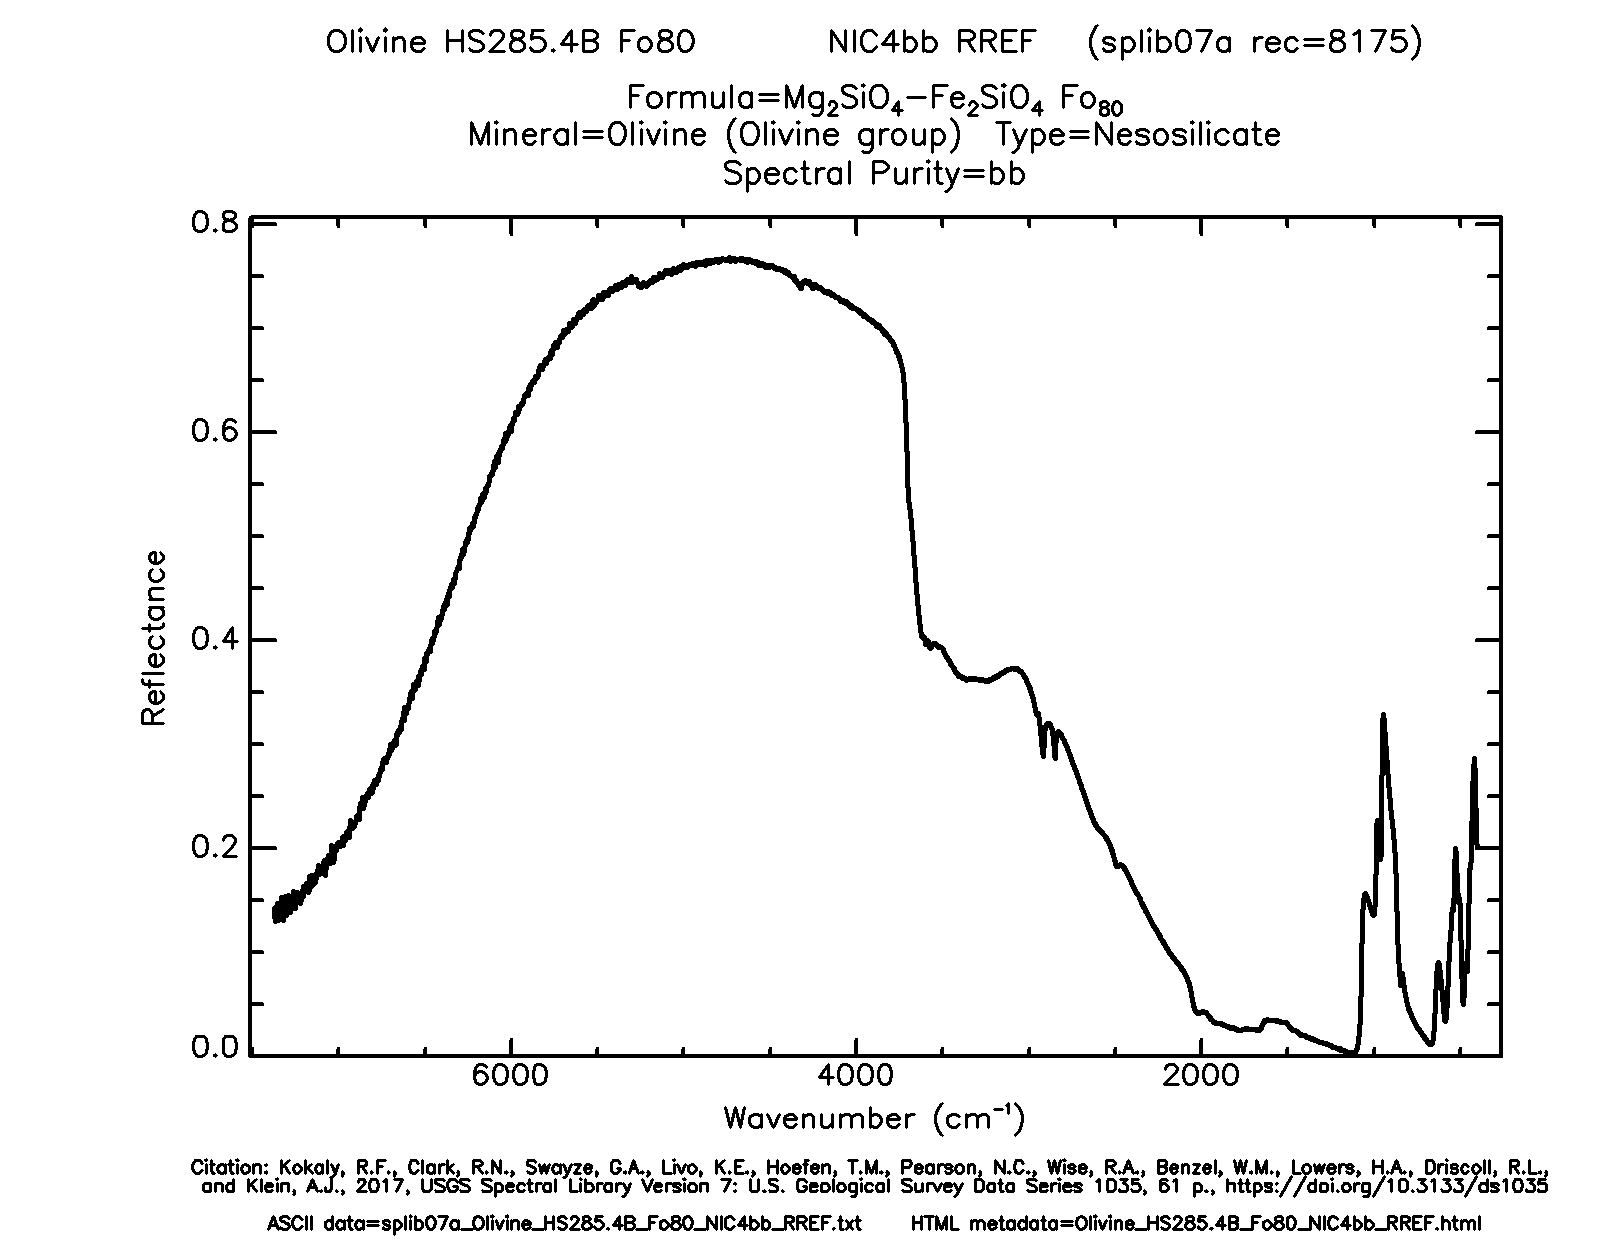 Olivine HS285.4B Fo80 NIC4bb RREF (splib07a rec=8175)
Formula=Mg₂SiO₄−Fe₂SiO₄ Fo₈₀
Mineral=Olivine (Olivine group) Type=Nesosilicate
Spectral Purity=bb
0.8
0.6
0.4
0.2
0.0
Reflectance
6000 4000 2000
Wavenumber (cm⁻¹)
Citation: Kokaly, R.F., Clark, R.N., Swayze, G.A., Livo, K.E., Hoefen, T.M., Pearson, N.C., Wise, R.A., Benzel, W.M., Lowers, H.A., Driscoll, R.L.,
and Klein, A.J., 2017, USGS Spectral Library Version 7: U.S. Geological Survey Data Series 1035, 61 p., https://doi.org/10.3133/ds1035
ASCII data=splib07a_Olivine_HS285.4B_Fo80_NIC4bb_RREF.txt HTML metadata=Olivine_HS285.4B_Fo80_NIC4bb_RREF.html